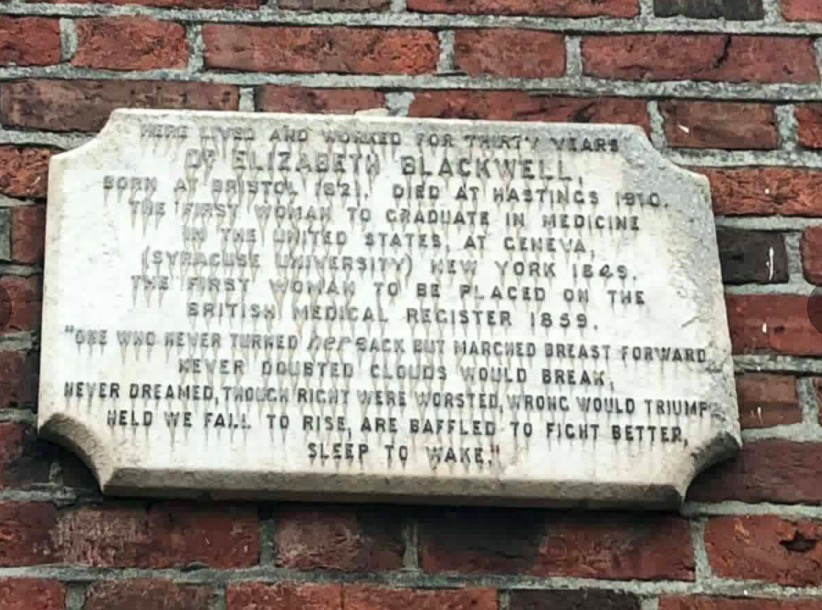 HERE LIVED AND WORKED FOR THIRTY YEARS
Dr ELIZABETH BLACKWELL,
BORN AT BRISTOL 1821, DIED AT HASTINGS 1910.
THE FIRST WOMAN TO GRADUATE IN MEDICINE
IN THE UNITED STATES, AT GENEVA,
(SYRACUSE UNIVERSITY) NEW YORK 1849.
THE FIRST WOMAN TO BE PLACED ON THE
BRITISH MEDICAL REGISTER 1859.
"ONE WHO NEVER TURNED her BACK BUT MARCHED BREAST FORWARD
NEVER DOUBTED CLOUDS WOULD BREAK,
NEVER DREAMED, THOUGH RIGHT WERE WORSTED, WRONG WOULD TRIUMPH
HELD WE FALL TO RISE, ARE BAFFLED TO FIGHT BETTER,
SLEEP TO WAKE."